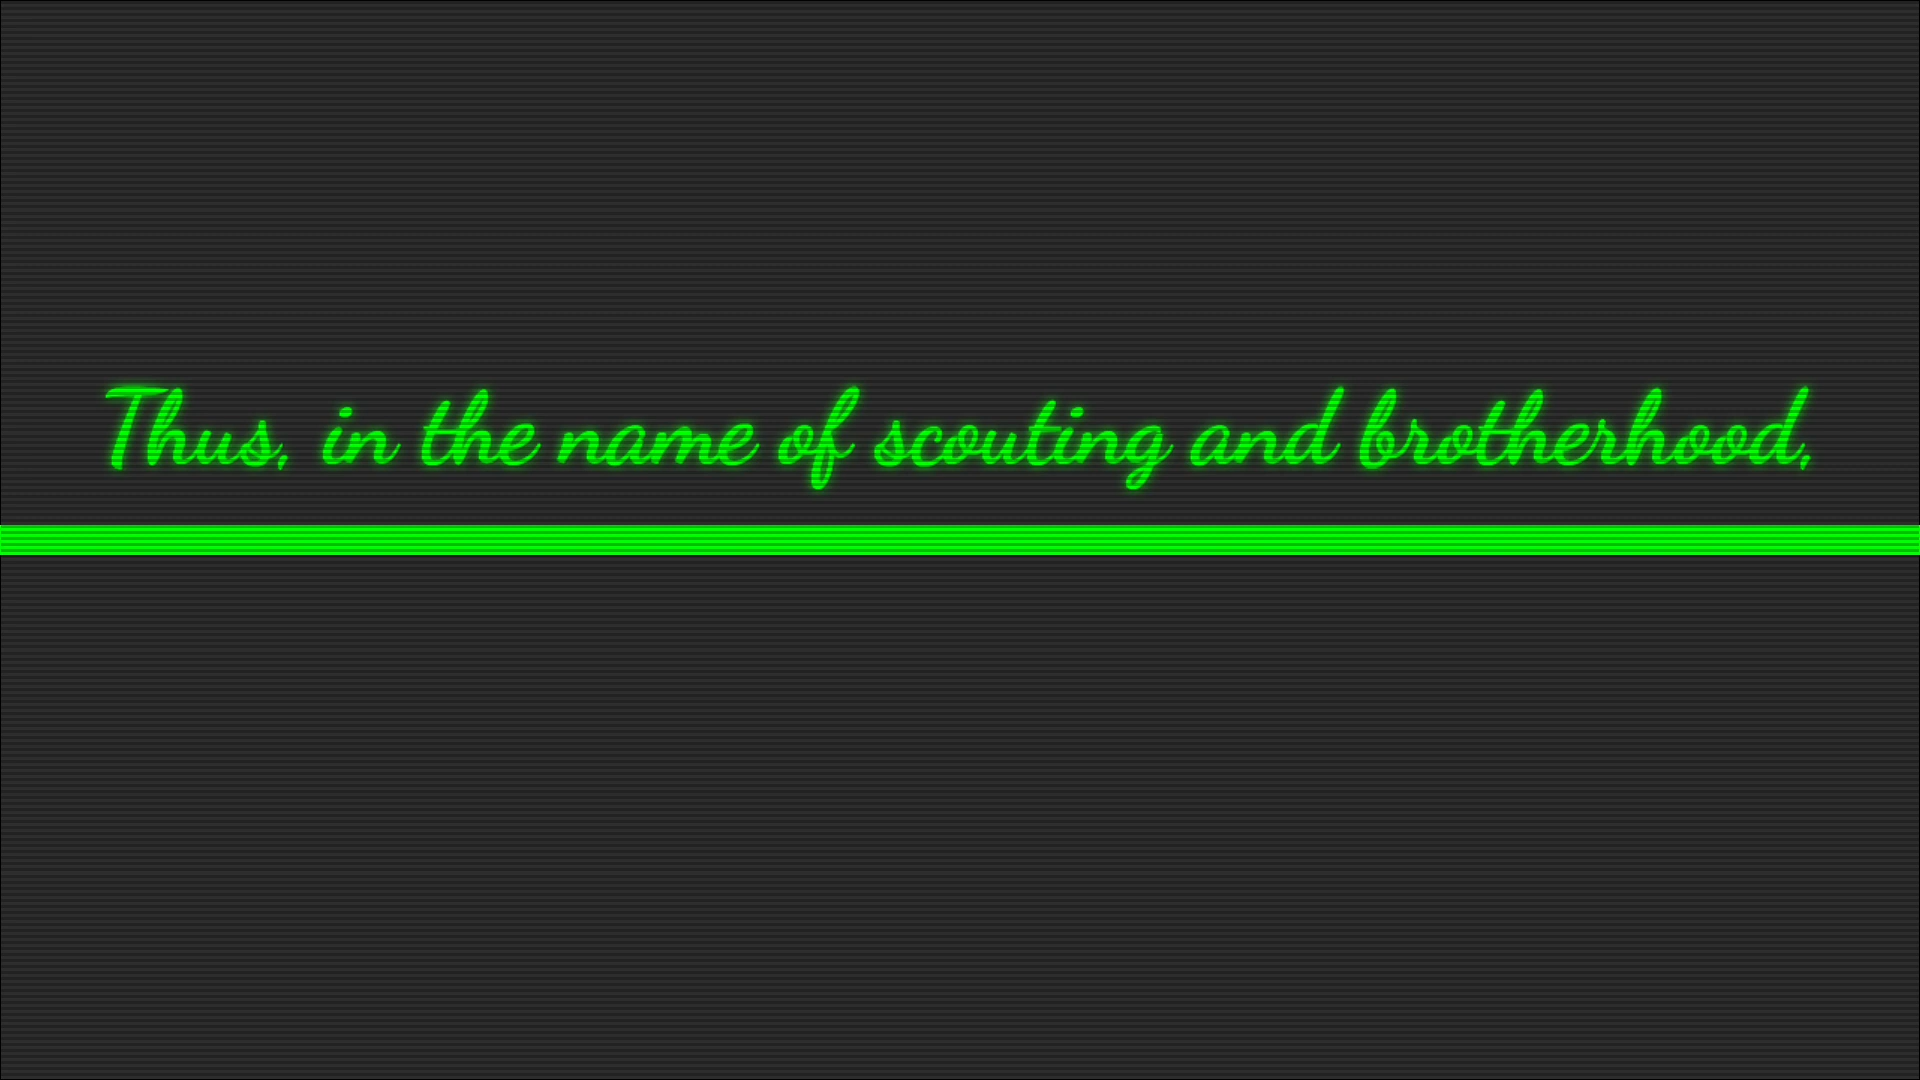 Thus, in the name of scouting and brotherhood,